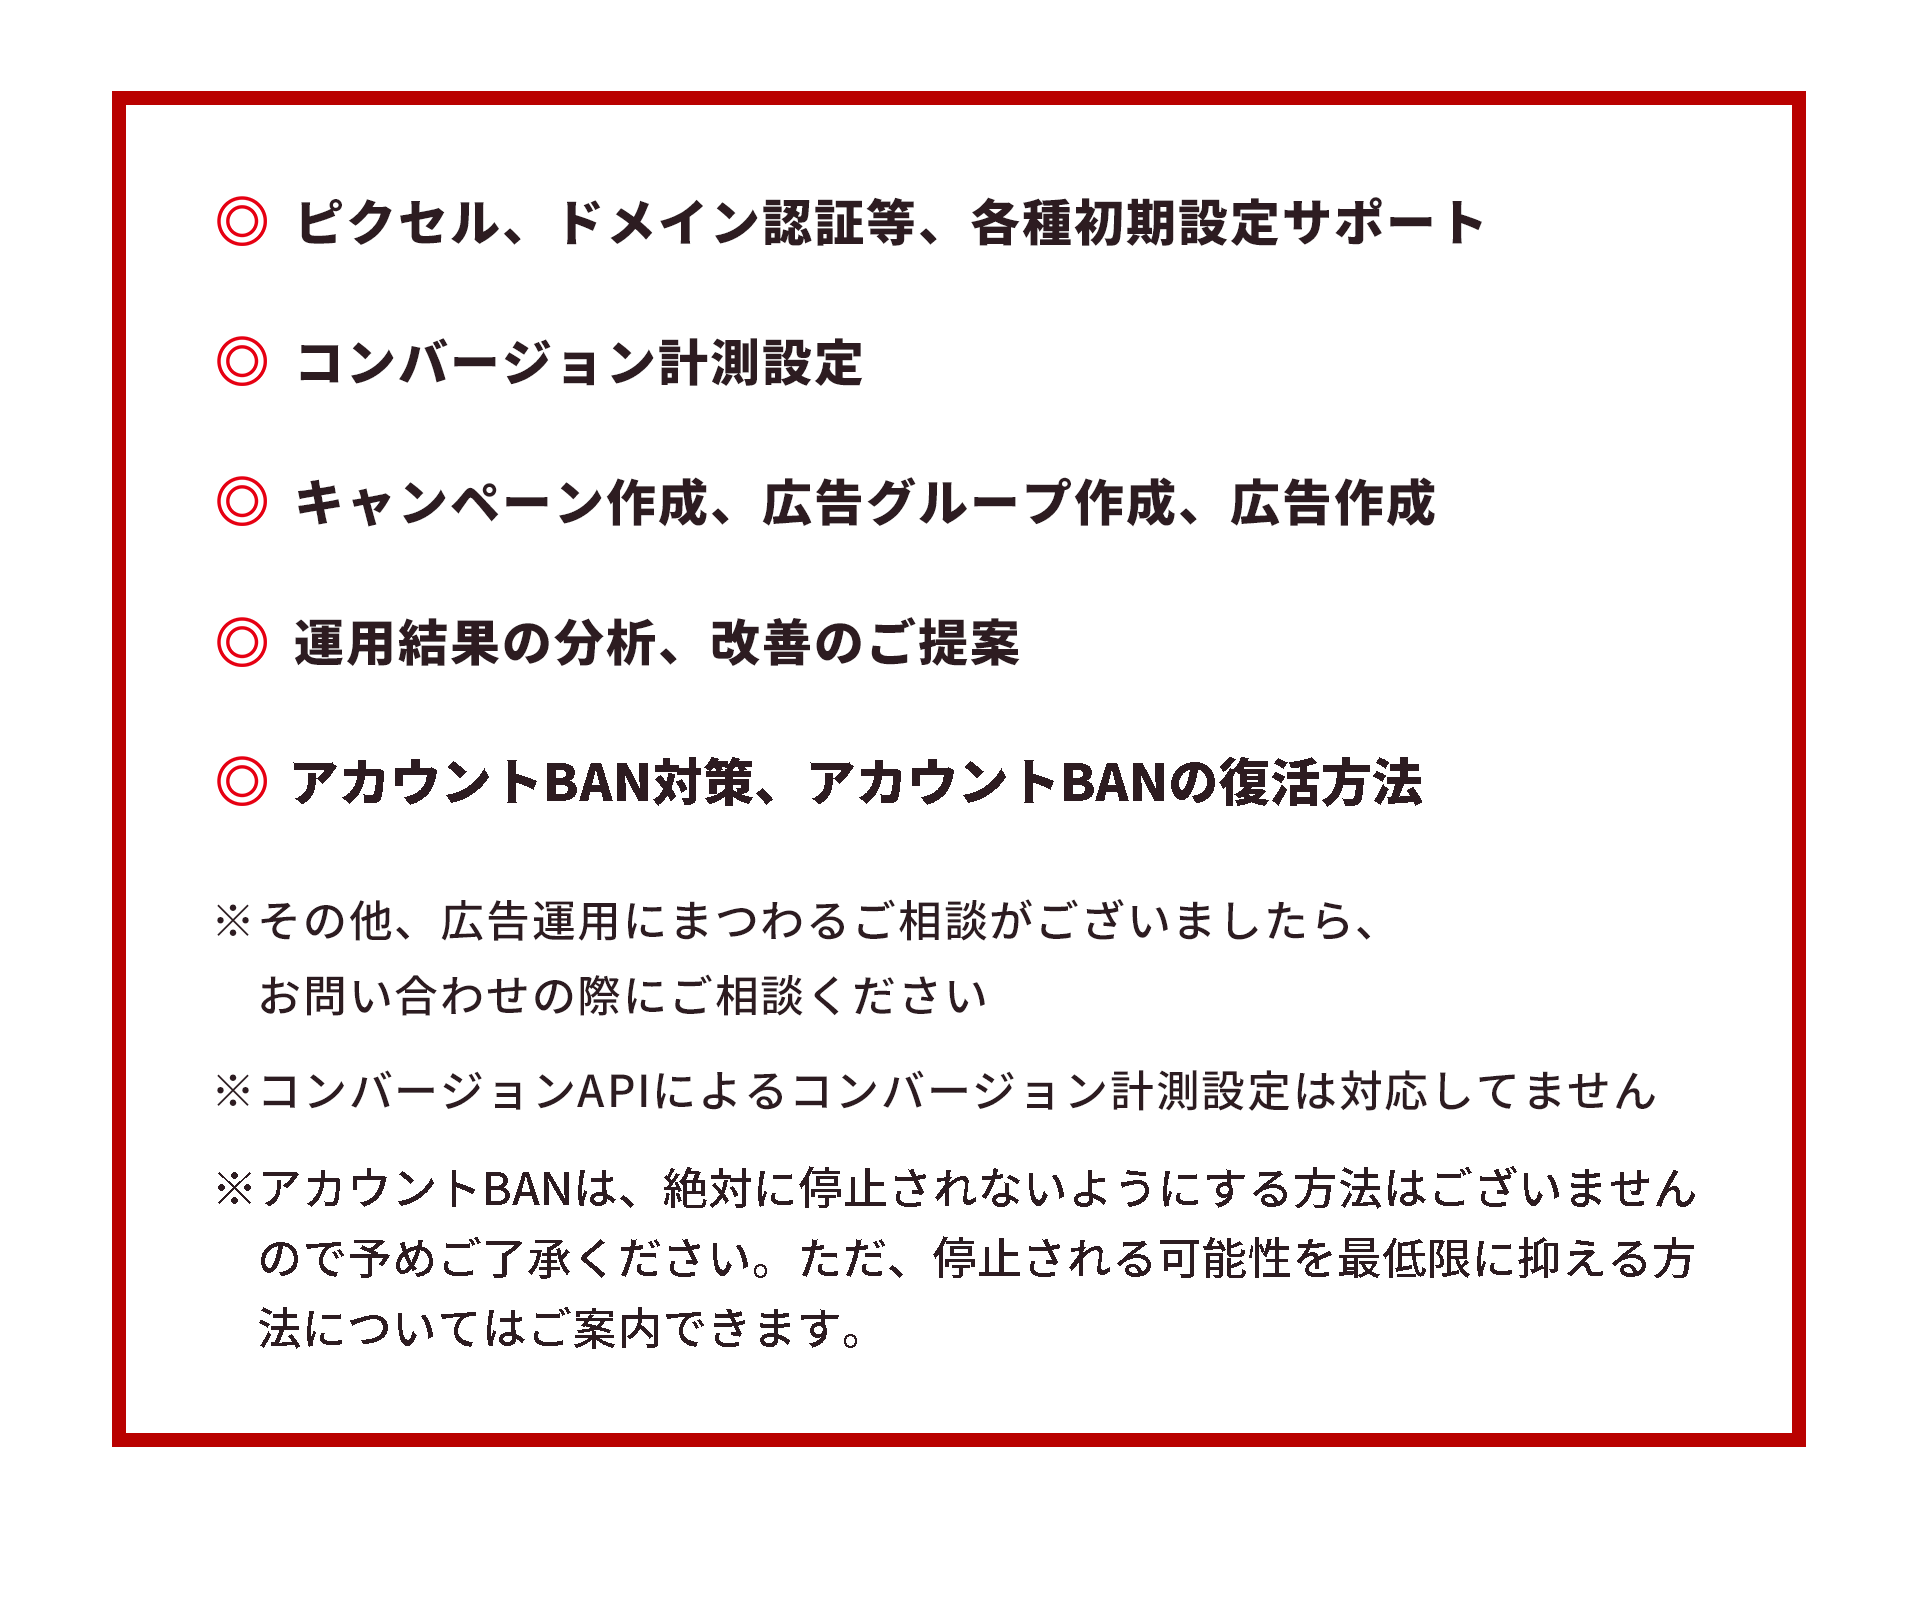 ◎ ピクセル、ドメイン認証等、各種初期設定サポート
◎ コンバージョン計測設定
◎ キャンペーン作成、広告グループ作成、広告作成
◎ 運用結果の分析、改善のご提案
◎ アカウントBAN対策、アカウントBANの復活方法
※その他、広告運用にまつわるご相談がございましたら、
お問い合わせの際にご相談ください
※コンバージョンAPIによるコンバージョン計測設定は対応してません
※アカウントBANは、絶対に停止されないようにする方法はございません
ので予めご了承ください。ただ、停止される可能性を最低限に抑える方
法についてはご案内できます。